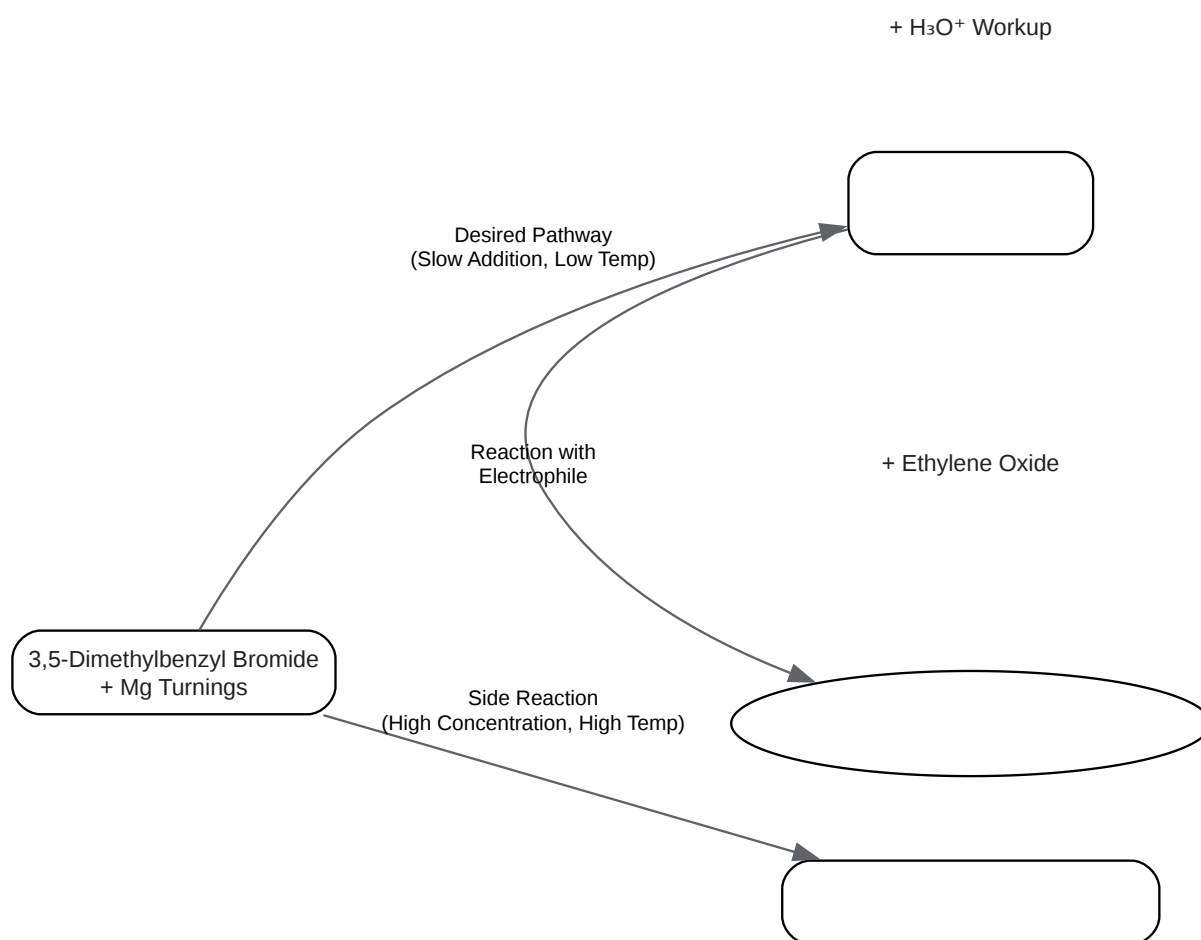 + H₃O⁺ Workup
Desired Pathway
(Slow Addition, Low Temp)
Reaction with
Electrophile
+ Ethylene Oxide
3,5-Dimethylbenzyl Bromide
+ Mg Turnings
Side Reaction
(High Concentration, High Temp)